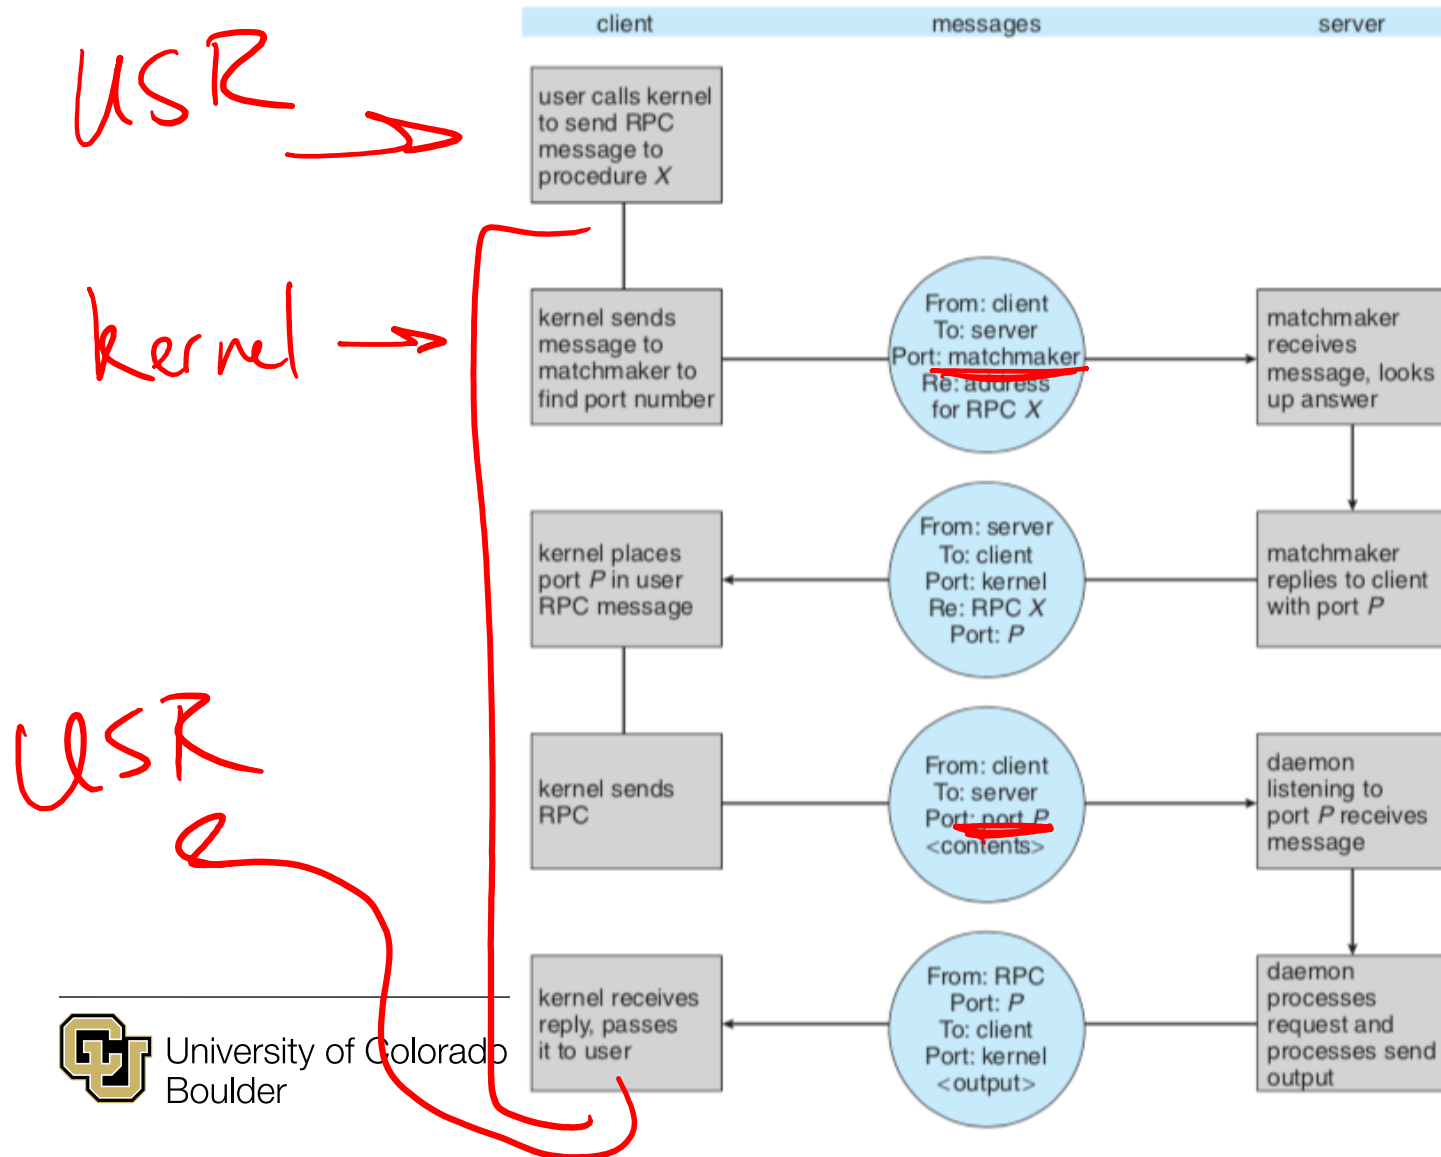 client
messages
server
USR
user calls kernel
to send RPC
message to
procedure X
kernel
kernel sends
message to
matchmaker to
find port number
From: client
To: server
Port: matchmaker
Re: address
for RPC X
matchmaker
receives
message, looks
up answer
kernel places
port P in user
RPC message
From: server
To: client
Port: kernel
Re: RPC X
Port: P
matchmaker
replies to client
with port P
USR
kernel sends
RPC
From: client
To: server
Port: port P
<contents>
daemon
listening to
port P receives
message
kernel receives
reply, passes
it to user
From: RPC
Port: P
To: client
Port: kernel
<output>
daemon
processes
request and
processes send
output
CU
University of Colorado
Boulder